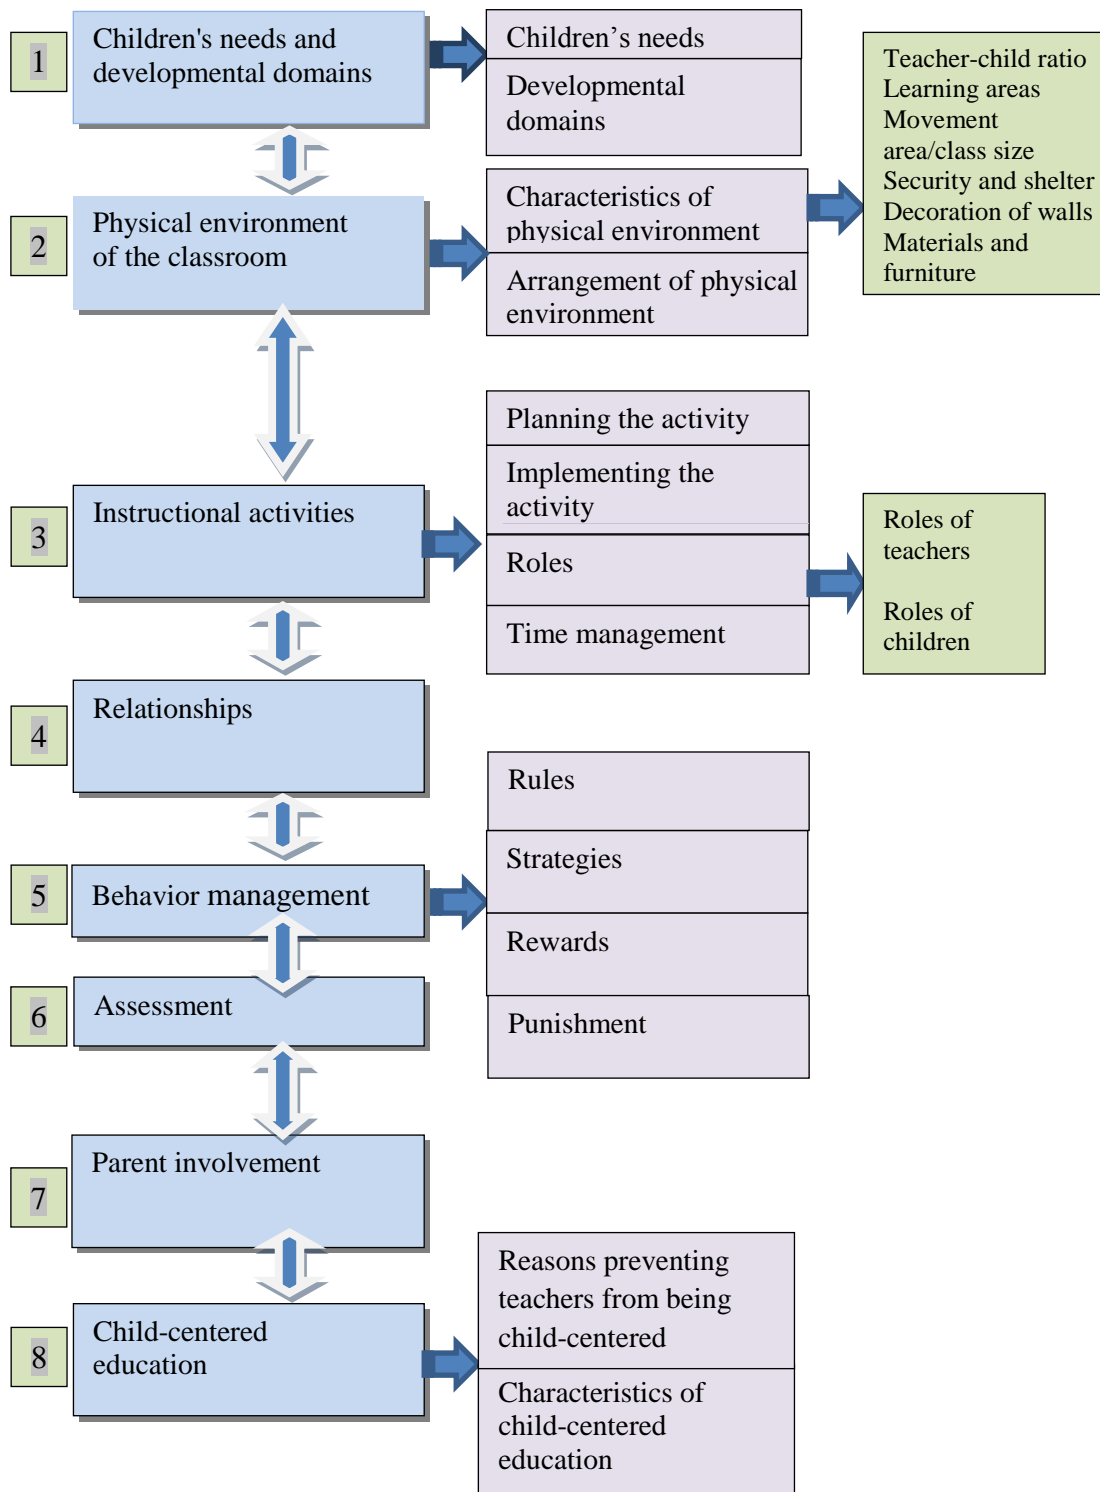 1
Children's needs and
developmental domains
Children’s needs
Developmental
domains
Teacher-child ratio
Learning areas
Movement
area/class size
Security and shelter
Decoration of walls
Materials and
furniture
2
Physical environment
of the classroom
Characteristics of
physical environment
Arrangement of physical
environment
3
Instructional activities
Planning the activity
Implementing the
activity
Roles
Time management
Roles of
teachers
Roles of
children
4
Relationships
5
Behavior management
Rules
Strategies
Rewards
Punishment
6
Assessment
7
Parent involvement
8
Child-centered
education
Reasons preventing
teachers from being
child-centered
Characteristics of
child-centered
education